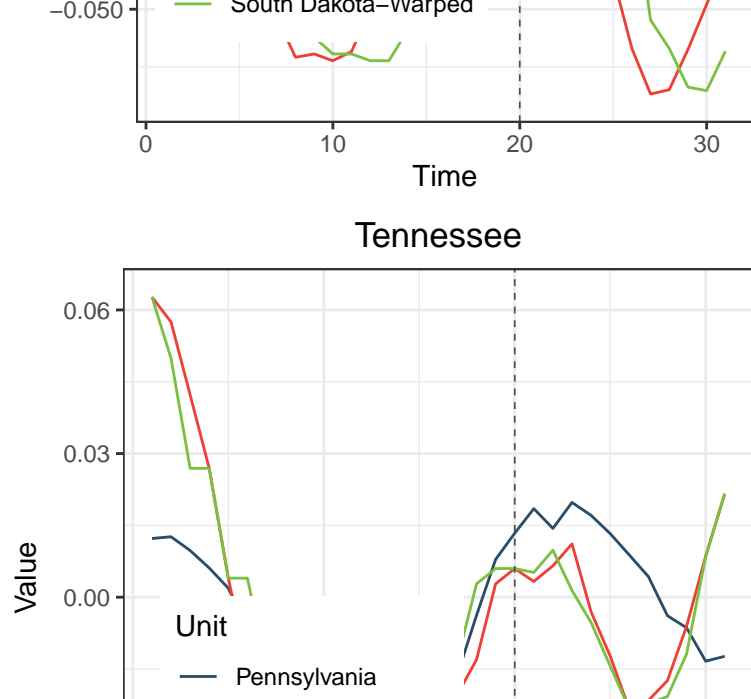 South Dakota−Warped
−0.050
0
10
20
30
Time
Tennessee
0.06
0.03
0.00
Value
Unit
Pennsylvania